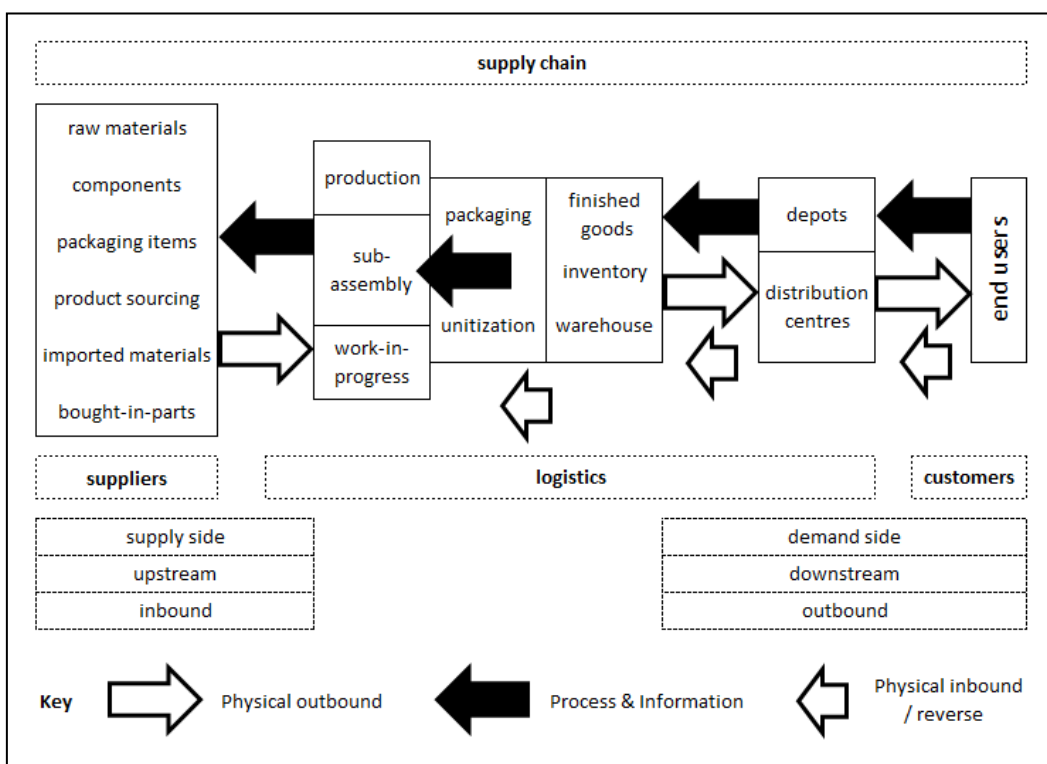 supply chain
raw materials
components
packaging items
product sourcing
imported materials
bought-in-parts
production
sub-
assembly
work-in-
progress
packaging
unitization
finished
goods
inventory
warehouse
depots
distribution
centres
end users
suppliers
logistics
customers
supply side
upstream
inbound
demand side
downstream
outbound
Key
Physical outbound
Process & Information
Physical inbound
/ reverse